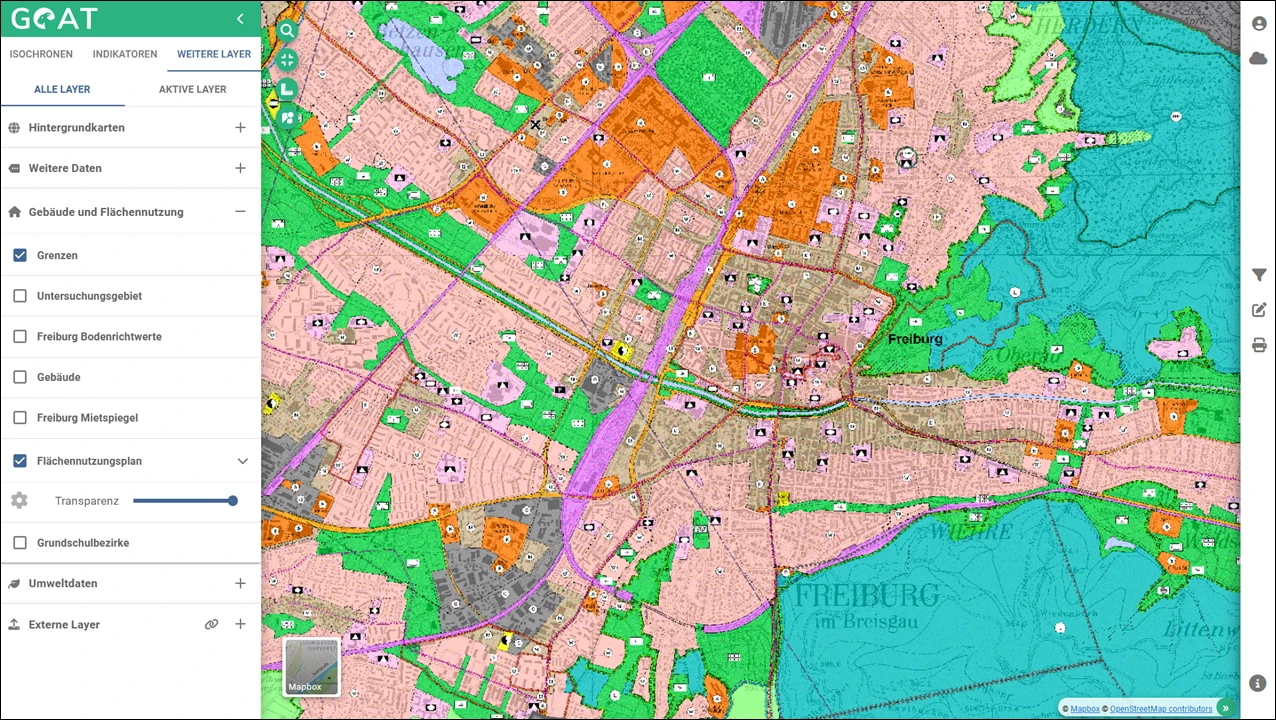 GOAT
ISOCHRONEN INDIKATOREN WEITERE LAYER
ALLE LAYER AKTIVE LAYER
Hintergrundkarten
Weitere Daten
Gebäude und Flächennutzung
Grenzen
Untersuchungsgebiet
Freiburg Bodenrichtwerte
Gebäude
Freiburg Mietspiegel
Flächennutzungsplan
Transparenz
Grundschulbezirke
Umweltdaten
Externe Layer
HERDERN
Freiburg
Oberau
WIEHRE
FREIBURG
im Breisgau
Littenw
Mapbox
© Mapbox © OpenStreetMap contributors